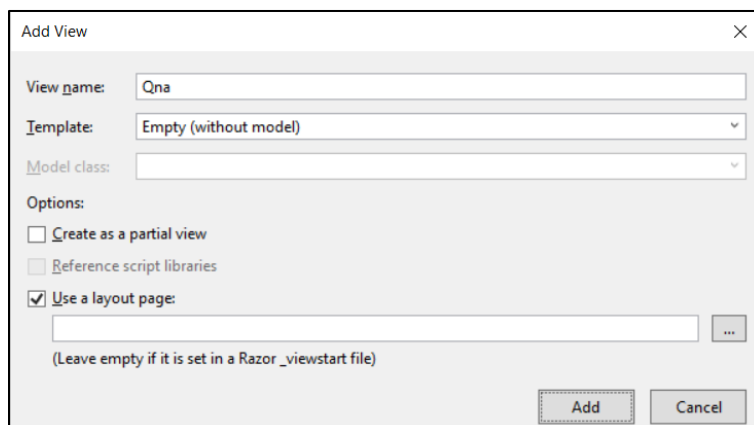 Add View
View name: Qna
Template: Empty (without model)
Model class:
Options:
Create as a partial view
Reference script libraries
Use a layout page:
...
(Leave empty if it is set in a Razor _viewstart file)
Add Cancel